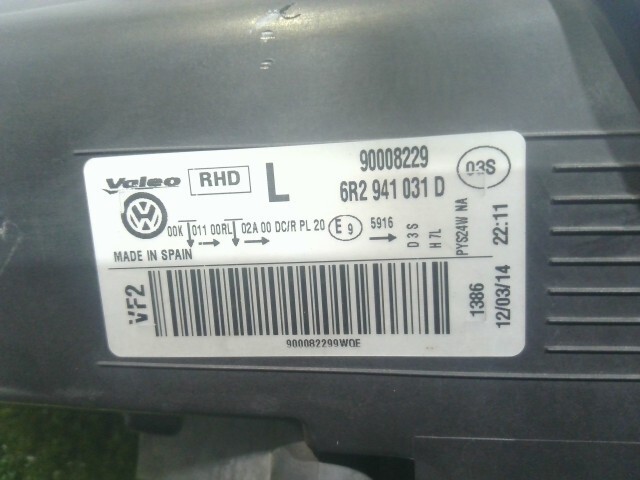 Valeo RHD L 90008229 03S
6R2 941 031 D
00K 011 00RL 02A 00 DC/R PL 20 E 9 5916
D3S
H7L
PYS24W NA
MADE IN SPAIN
VF2
1386
12/03/14 22:11
900082299WQE